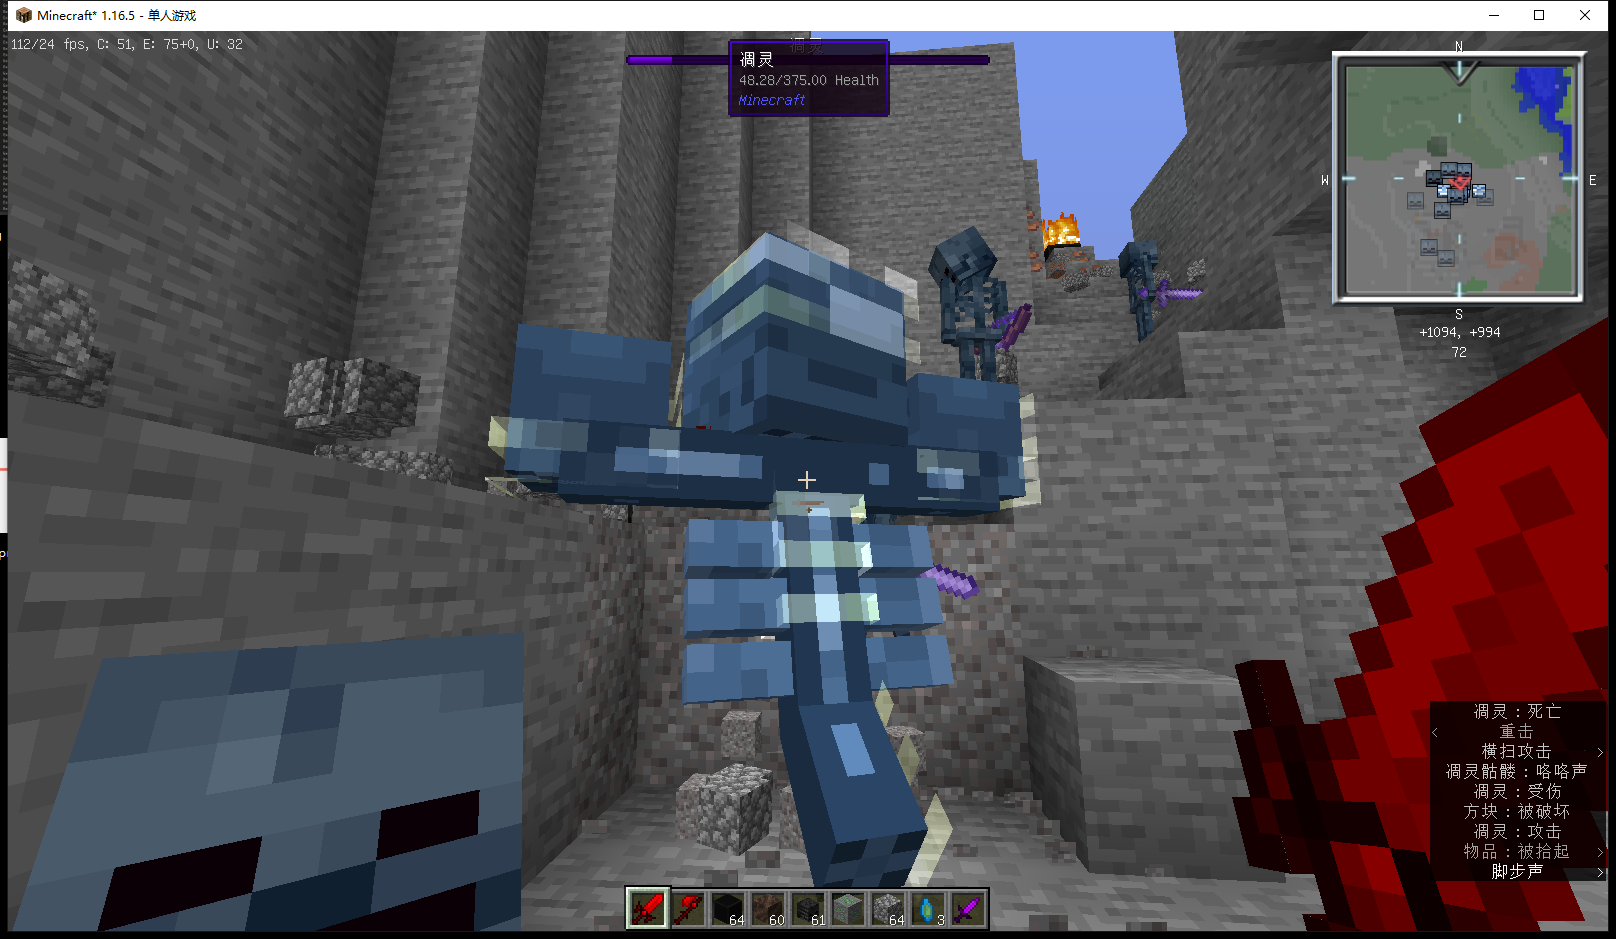 Minecraft* 1.16.5 - 单人游戏
112/24 fps, C: 51, E: 75+0, U: 32
凋灵
凋灵
48.28/375.00 Health
Minecraft
N
W
E
S
+1094, +994
72
凋灵：死亡
< 重击
横扫攻击 >
凋灵骷髅：咯咯声
凋灵：受伤
方块：被破坏
凋灵：攻击
物品：被拾起 >
脚步声 >
64
60
61
64
3